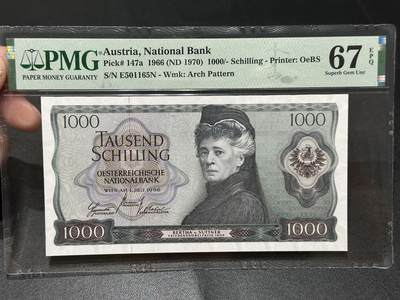 PMG
PAPER MONEY GUARANTY
Austria, National Bank
Pick# 147a 1966 (ND 1970) 1000/- Schilling - Printer: OeBS
S/N E501165N - Wmk: Arch Pattern
67 EPQ
Superb Gem Unc
1000
1000
TAUSEND
SCHILLING
OESTERREICHISCHE
NATIONALBANK
WIEN, AM 1. JULI 1966
1000
BERTHA v. SUTTNER
FRIEDENSNOBELPREIS 1905
1000